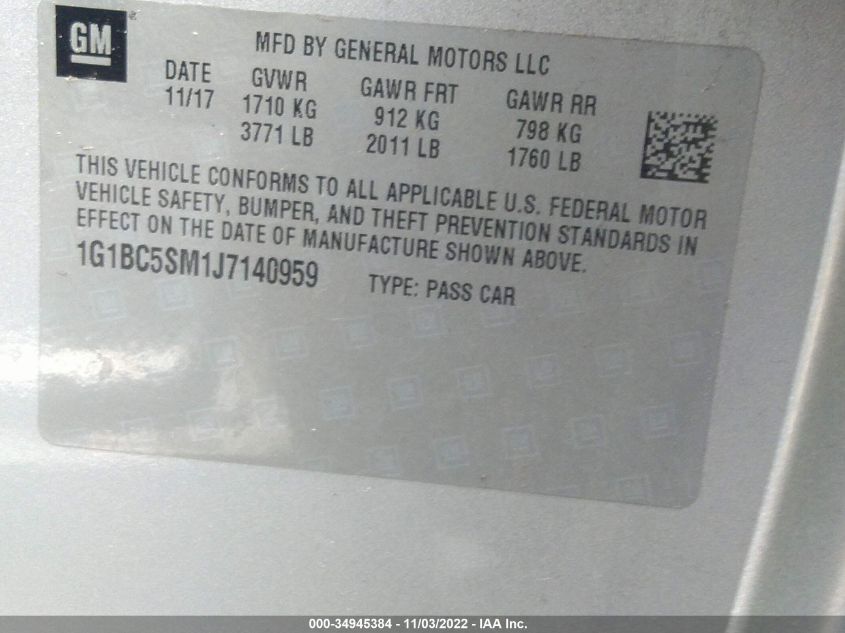 GM
MFD BY GENERAL MOTORS LLC
DATE GVWR GAWR FRT GAWR RR
11/17 1710 KG 912 KG 798 KG
3771 LB 2011 LB 1760 LB
THIS VEHICLE CONFORMS TO ALL APPLICABLE U.S. FEDERAL MOTOR
VEHICLE SAFETY, BUMPER, AND THEFT PREVENTION STANDARDS IN
EFFECT ON THE DATE OF MANUFACTURE SHOWN ABOVE.
1G1BC5SM1J7140959 TYPE: PASS CAR
000-34945384 - 11/03/2022 - IAA Inc.